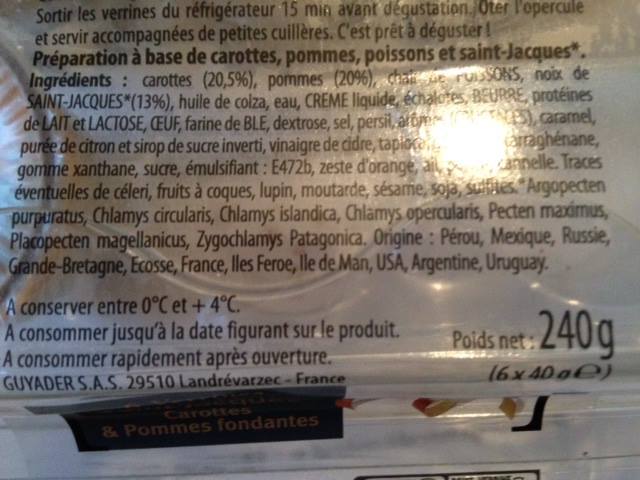 Sortir les verrines du réfrigérateur 15 min avant dégustation. Oter l'opercule
et servir accompagnées de petites cuillères. C'est prêt à déguster !
Préparation à base de carottes, pommes, poissons et saint-Jacques*.
Ingrédients : carottes (20,5%), pommes (20%), chair de POISSONS, noix de
SAINT-JACQUES*(13%), huile de colza, eau, CREME liquide, échalotes, BEURRE, protéines
de LAIT et LACTOSE, ŒUF, farine de BLE, dextrose, sel, persil, caramel,
purée de citron et sirop de sucre inverti, vinaigre de cidre, carraghénane,
gomme xanthane, sucre, émulsifiant : E472b, zeste d'orange, ail, cannelle. Traces
éventuelles de céleri, fruits à coques, lupin, moutarde, sésame, soja, sulfites. *Argopecten
purpuratus, Chlamys circularis, Chlamys islandica, Chlamys opercularis, Pecten maximus,
Placopecten magellanicus, Zygochlamys Patagonica. Origine : Pérou, Mexique, Russie,
Grande-Bretagne, Ecosse, France, Iles Feroe, Ile de Man, USA, Argentine, Uruguay.
A conserver entre 0°C et + 4°C.
A consommer jusqu'à la date figurant sur le produit.
A consommer rapidement après ouverture.
GUYADER S.A.S. 29510 Landrévarzec - France
Poids net : 240g
(6 x 40 g e)
Carottes
& Pommes fondantes